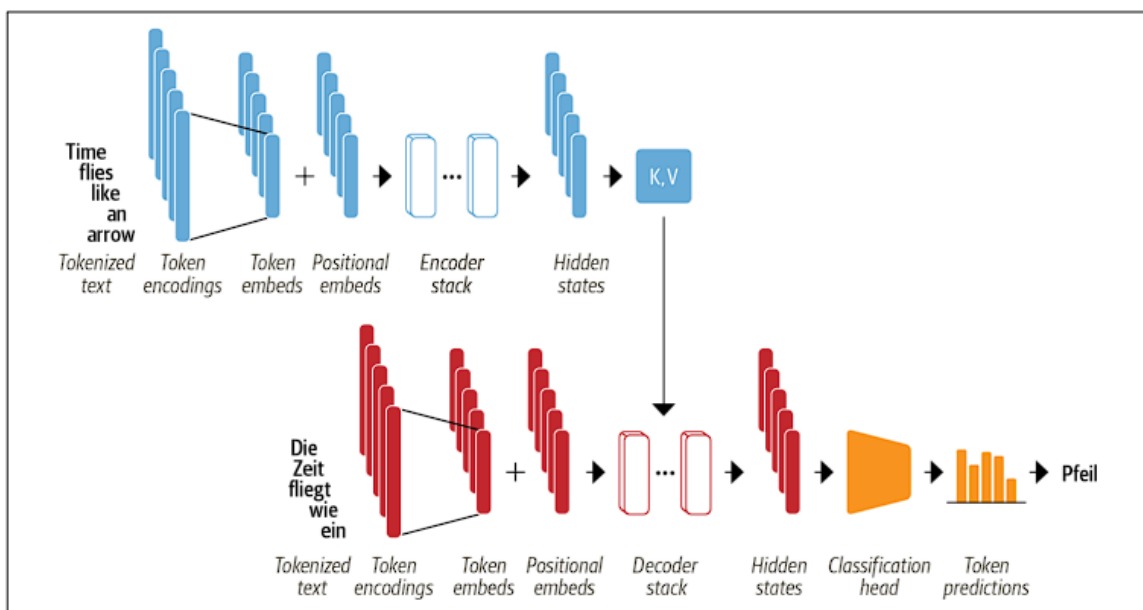 Time
flies
like
an
arrow
Tokenized
text
Token
encodings
Token
embeds
+
Positional
embeds
...
Encoder
stack
Hidden
states
K, V
Die
Zeit
fliegt
wie
ein
Tokenized
text
Token
encodings
Token
embeds
+
Positional
embeds
...
Decoder
stack
Hidden
states
Classification
head
Token
predictions
Pfeil